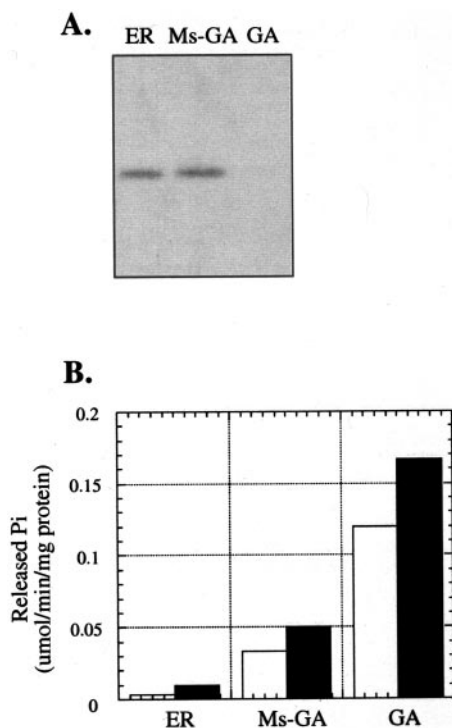 A.
ER Ms-GA GA
B.
0.2
0.15
0.1
0.05
0
Released Pi
(umol/min/mg protein)
ER Ms-GA GA